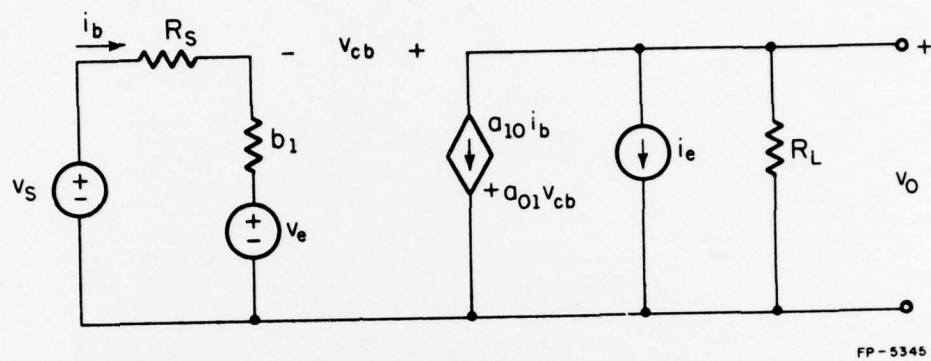 i_b R_S - v_cb + +
b_1 a_10 i_b i_e R_L
v_S + - + - v_e + a_01 v_cb v_o
FP-5345